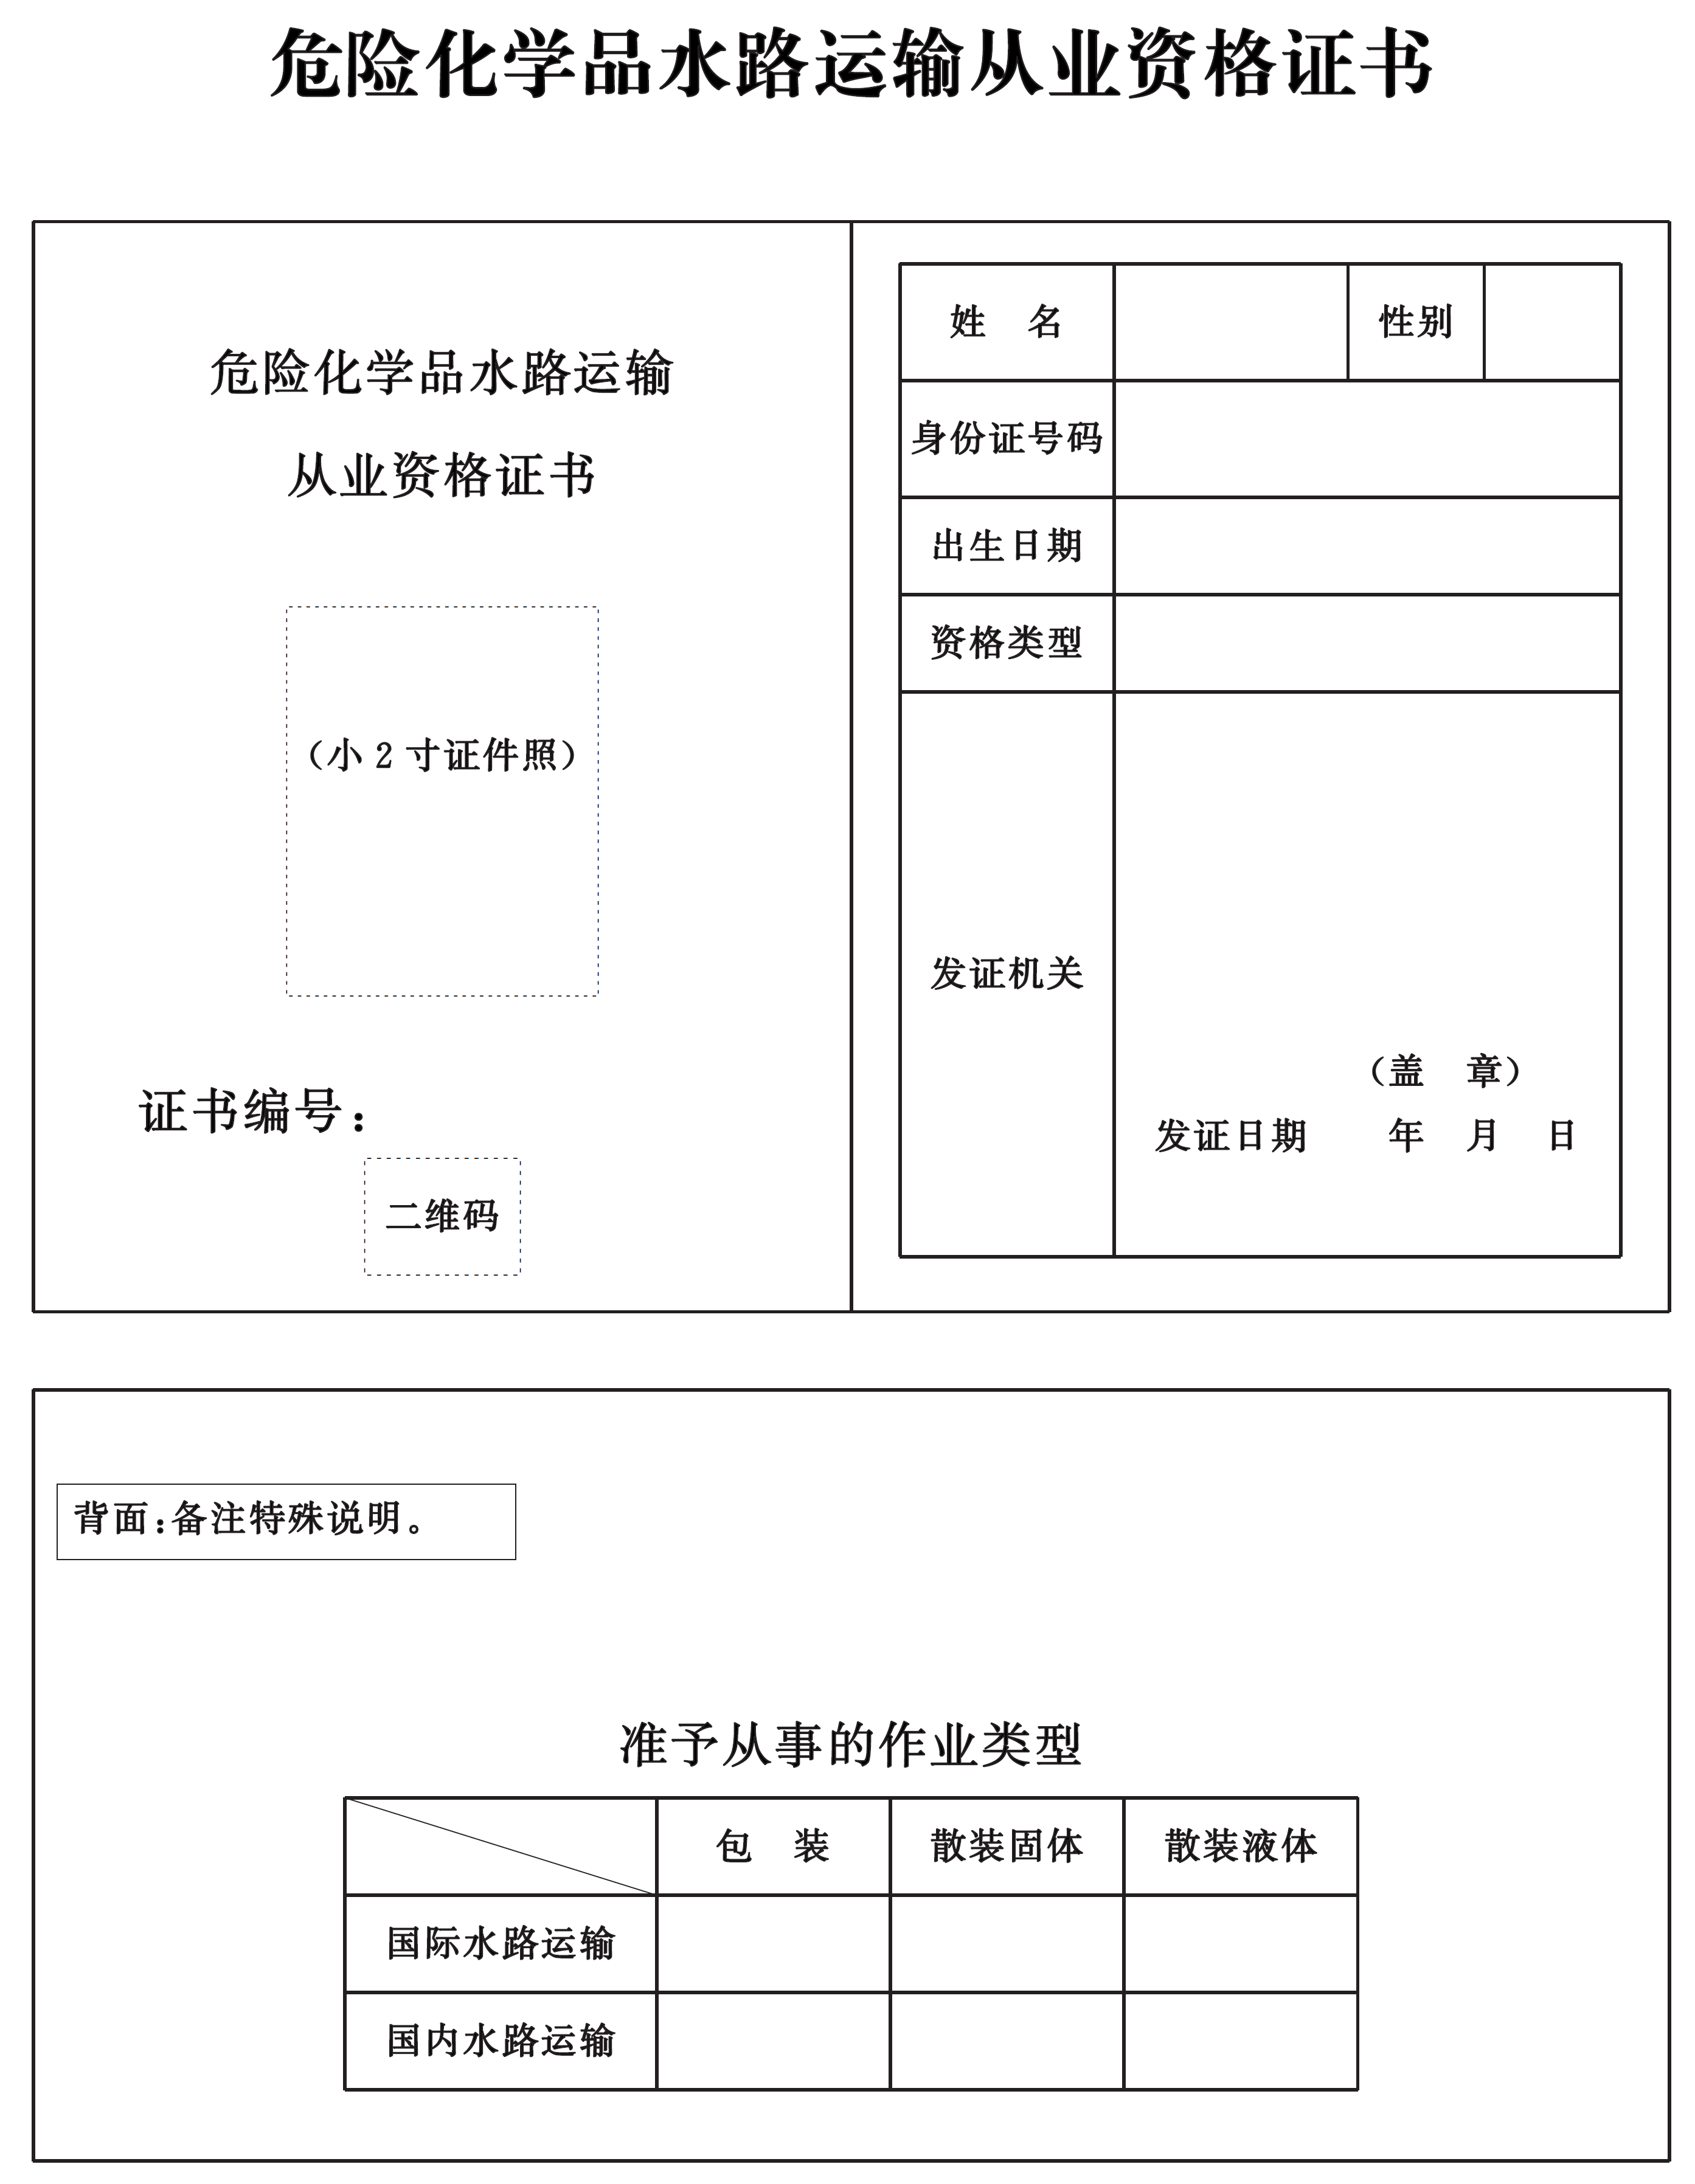 危险化学品水路运输从业资格证书
危险化学品水路运输
从业资格证书
（小 2 寸证件照）
证书编号：
二维码
姓　名
性别
身份证号码
出生日期
资格类型
发证机关
（盖　章）
发证日期　　年　月　日
背面：备注特殊说明。
准予从事的作业类型
包　装
散装固体
散装液体
国际水路运输
国内水路运输